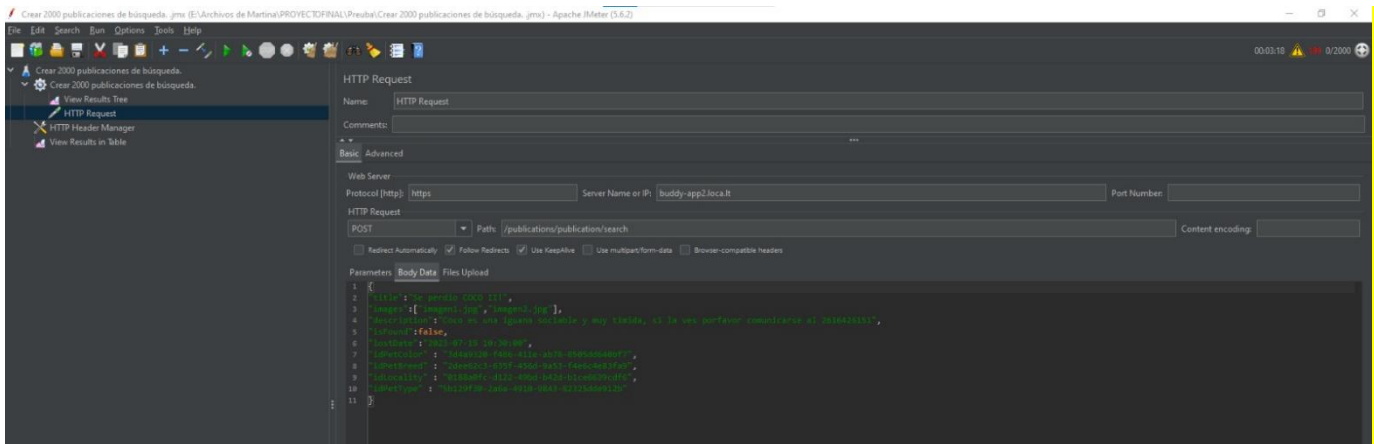 Crear 2000 publicaciones de búsqueda. .jmx (E:\Archivos de Martina\PROYECTOFINAL\Preuba\Crear 2000 publicaciones de búsqueda. .jmx) - Apache JMeter (5.6.2)
File Edit Search Run Options Tools Help
00:03:18 0/2000
Crear 2000 publicaciones de búsqueda.
Crear 2000 publicaciones de búsqueda.
View Results Tree
HTTP Request
HTTP Header Manager
View Results in Table
HTTP Request
Name: HTTP Request
Comments:
Basic Advanced
Web Server
Protocol [http]: https Server Name or IP: buddy-app2.loca.lt Port Number:
HTTP Request
POST Path: /publications/publication/search Content encoding:
Redirect Automatically Follow Redirects Use KeepAlive Use multipart/form-data Browser-compatible headers
Parameters Body Data Files Upload
1 {
2 "title":"Se perdio COCO III",
3 "images":["imagen1.jpg","imagen2.jpg"],
4 "description":"Coco es una iguana sociable y muy timida, si la ves porfavor comunicarse al
5 "isFound":false,
6 "lostDate":"2023-07-15 10:30:00",
7 "idPetColor" :
8 "idPetBreed" :
9 "idLocality" :
10 "idPetType" :
11 }